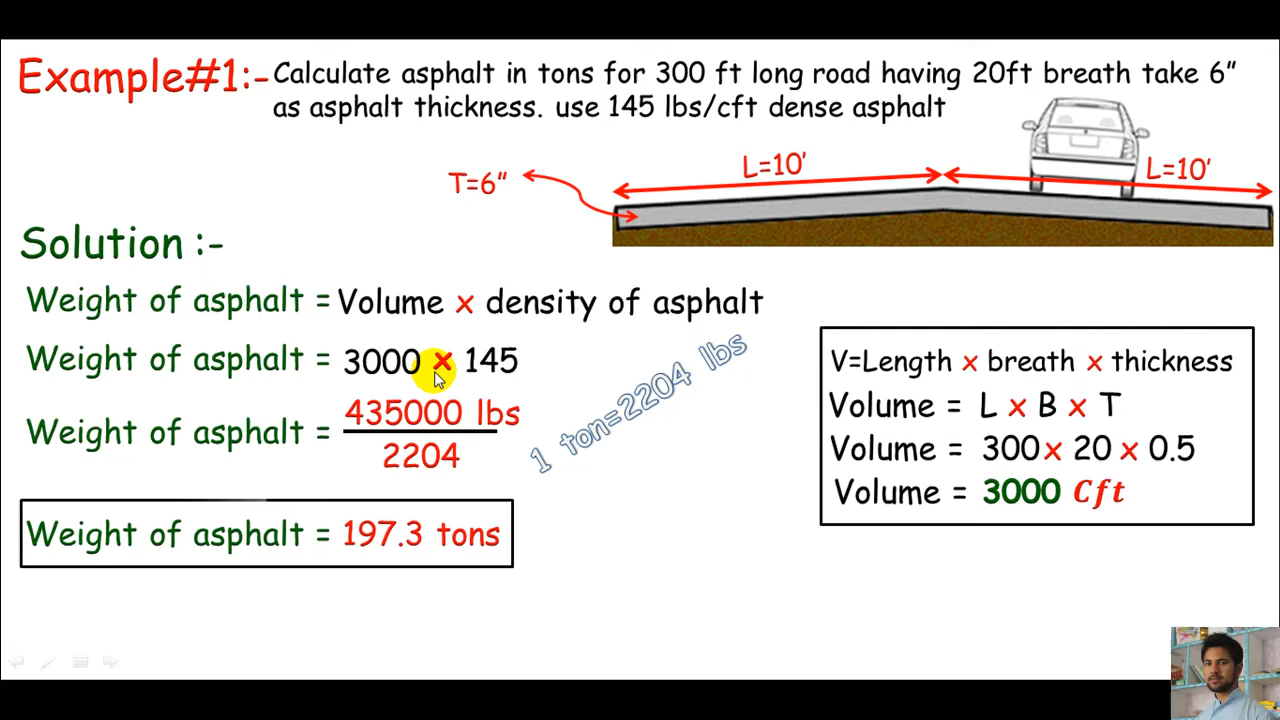 Example#1:- Calculate asphalt in tons for 300 ft long road having 20ft breath take 6”
as asphalt thickness. use 145 lbs/cft dense asphalt
L=10'
L=10'
T=6”
Solution :-
Weight of asphalt = Volume x density of asphalt
Weight of asphalt = 3000 x 145
Weight of asphalt = 435000 lbs
2204
1 ton=2204 lbs
Weight of asphalt = 197.3 tons
V=Length x breath x thickness
Volume = L x B x T
Volume = 300 x 20 x 0.5
Volume = 3000 Cft